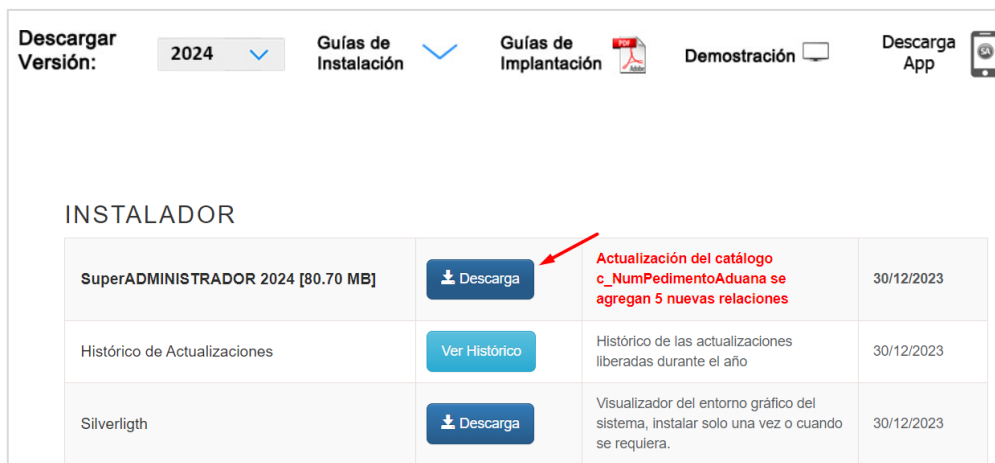 Descargar
Versión:
2024
Guías de
Instalación
Guías de
Implantación
PDF
Adobe
Demostración
Descarga
App
SA
INSTALADOR
SuperADMINISTRADOR 2024 [80.70 MB]
Descarga
Actualización del catálogo
c_NumPedimentoAduana se
agregan 5 nuevas relaciones
30/12/2023
Histórico de Actualizaciones
Ver Histórico
Histórico de las actualizaciones
liberadas durante el año
30/12/2023
Silverligth
Descarga
Visualizador del entorno gráfico del
sistema, instalar solo una vez o cuando
se requiera.
30/12/2023